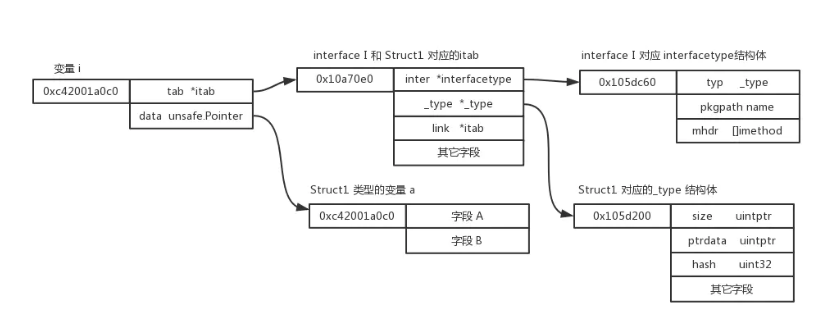 变量 i
0xc42001a0c0
tab *itab
data unsafe.Pointer
interface I 和 Struct1 对应的itab
0x10a70e0
inter *interfacetype
_type *_type
link *itab
其它字段
interface I 对应 interfacetype结构体
0x105dc60
typ _type
pkgpath name
mhdr []imethod
Struct1 类型的变量 a
0xc42001a0c0
字段 A
字段 B
Struct1 对应的_type 结构体
0x105d200
size uintptr
ptrdata uintptr
hash uint32
其它字段